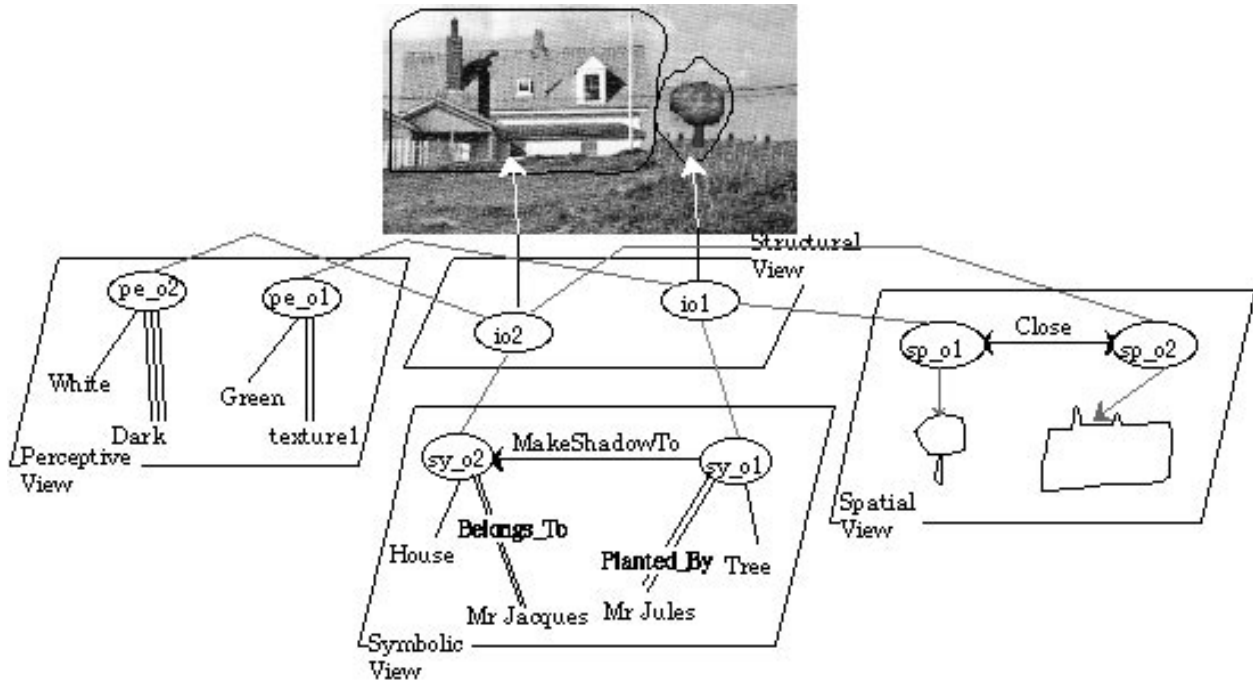 Structural
View
pe_o2
pe_o1
io1
io2
White
Green
Dark
texture1
Perceptive
View
Close
sp_o1
sp_o2
Spatial
View
MakeShadowTo
sy_o2
sy_o1
Belongs_To
House
Planted_By
Tree
Mr Jacques
Mr Jules
Symbolic
View